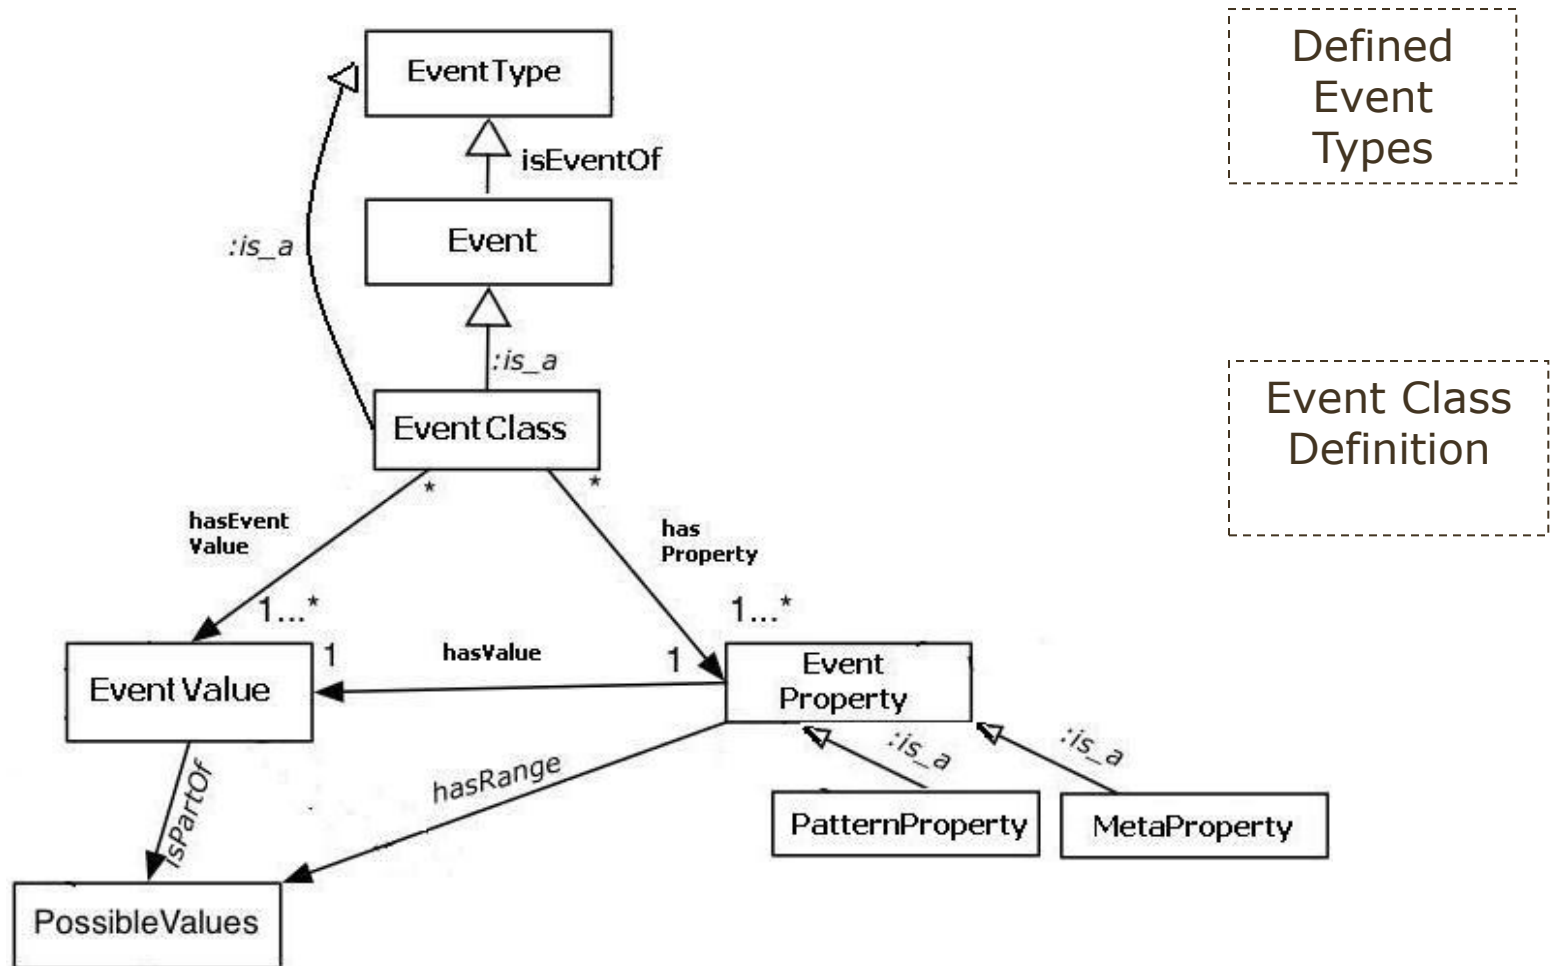 EventType
Defined
Event
Types
isEventOf
:is_a
Event
:is_a
EventClass
Event Class
Definition
*
*
hasEvent
Value
has
Property
1...*
1...*
1
hasValue
1
EventValue
Event
Property
:is_a
:is_a
isPartOf
hasRange
PatternProperty
MetaProperty
PossibleValues